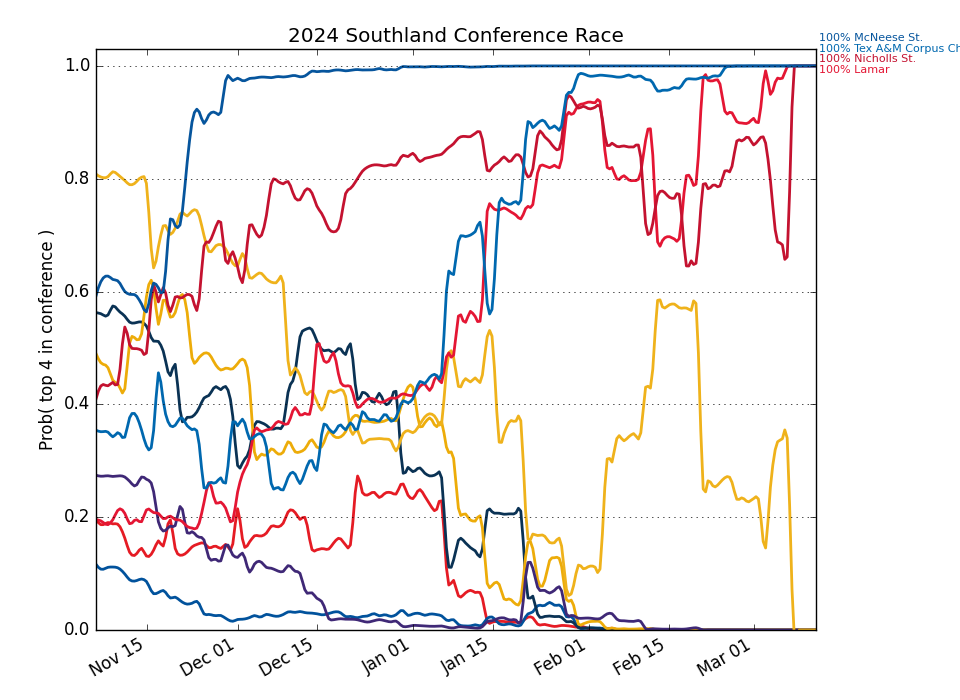 2024 Southland Conference Race
100% McNeese St.
100% Tex A&M Corpus Ch
100% Nicholls St.
100% Lamar
Prob( top 4 in conference )
1.0
0.8
0.6
0.4
0.2
0.0
Nov 15
Dec 01
Dec 15
Jan 01
Jan 15
Feb 01
Feb 15
Mar 01